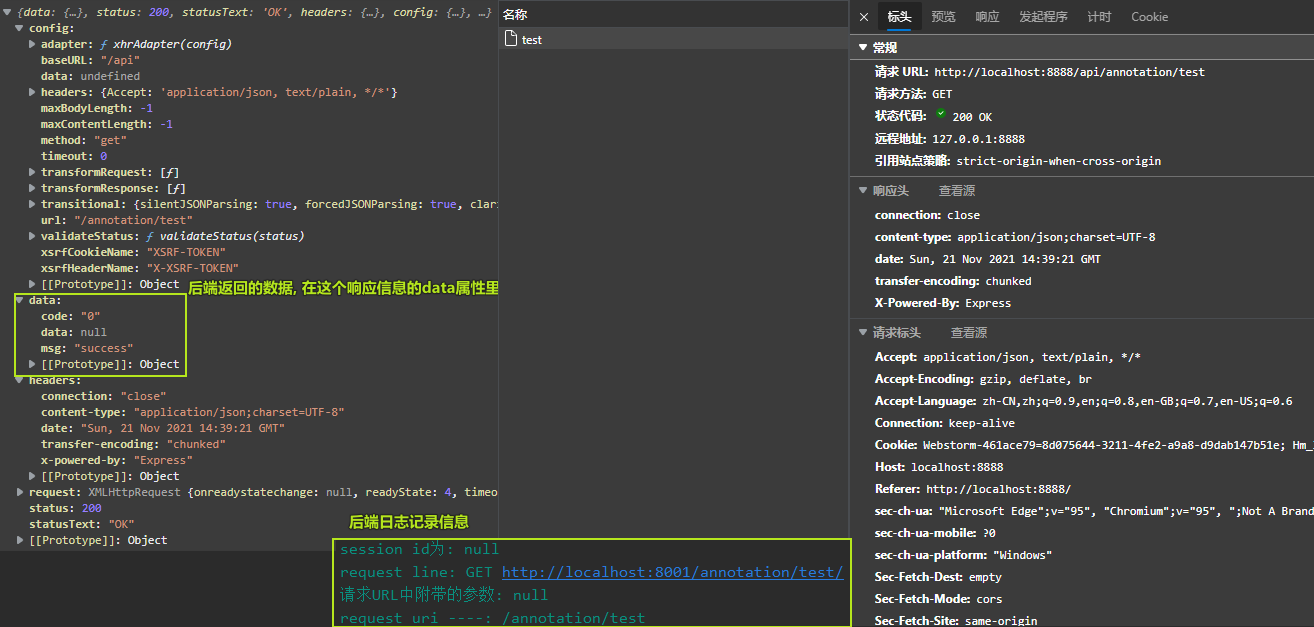 {data: {…}, status: 200, statusText: 'OK', headers: {…}, config: {…}, …}
config:
adapter: ƒ xhrAdapter(config)
baseURL: "/api"
data: undefined
headers: {Accept: 'application/json, text/plain, */*'}
maxBodyLength: -1
maxContentLength: -1
method: "get"
timeout: 0
transformRequest: [ƒ]
transformResponse: [ƒ]
transitional: {silentJSONParsing: true, forcedJSONParsing: true, clar
url: "/annotation/test"
validateStatus: ƒ validateStatus(status)
xsrfCookieName: "XSRF-TOKEN"
xsrfHeaderName: "X-XSRF-TOKEN"
[[Prototype]]: Object
后端返回的数据, 在这个响应信息的data属性里
data:
code: "0"
data: null
msg: "success"
[[Prototype]]: Object
headers:
connection: "close"
content-type: "application/json;charset=UTF-8"
date: "Sun, 21 Nov 2021 14:39:21 GMT"
transfer-encoding: "chunked"
x-powered-by: "Express"
[[Prototype]]: Object
request: XMLHttpRequest {onreadystatechange: null, readyState: 4, timeo
status: 200
statusText: "OK"
[[Prototype]]: Object
后端日志记录信息
session id为: null
request line: GET http://localhost:8001/annotation/test/
请求URL中附带的参数: null
request uri ----: /annotation/test
名称
test
标头 预览 响应 发起程序 计时 Cookie
常规
请求 URL: http://localhost:8888/api/annotation/test
请求方法: GET
状态代码: 200 OK
远程地址: 127.0.0.1:8888
引用站点策略: strict-origin-when-cross-origin
响应头 查看源
connection: close
content-type: application/json;charset=UTF-8
date: Sun, 21 Nov 2021 14:39:21 GMT
transfer-encoding: chunked
X-Powered-By: Express
请求标头 查看源
Accept: application/json, text/plain, */*
Accept-Encoding: gzip, deflate, br
Accept-Language: zh-CN,zh;q=0.9,en;q=0.8,en-GB;q=0.7,en-US;q=0.6
Connection: keep-alive
Cookie: Webstorm-461ace79=8d075644-3211-4fe2-a9a8-d9dab147b51e; Hm_
Host: localhost:8888
Referer: http://localhost:8888/
sec-ch-ua: "Microsoft Edge";v="95", "Chromium";v="95", ";Not A Brand
sec-ch-ua-mobile: ?0
sec-ch-ua-platform: "Windows"
Sec-Fetch-Dest: empty
Sec-Fetch-Mode: cors
Sec-Fetch-Site: same-origin